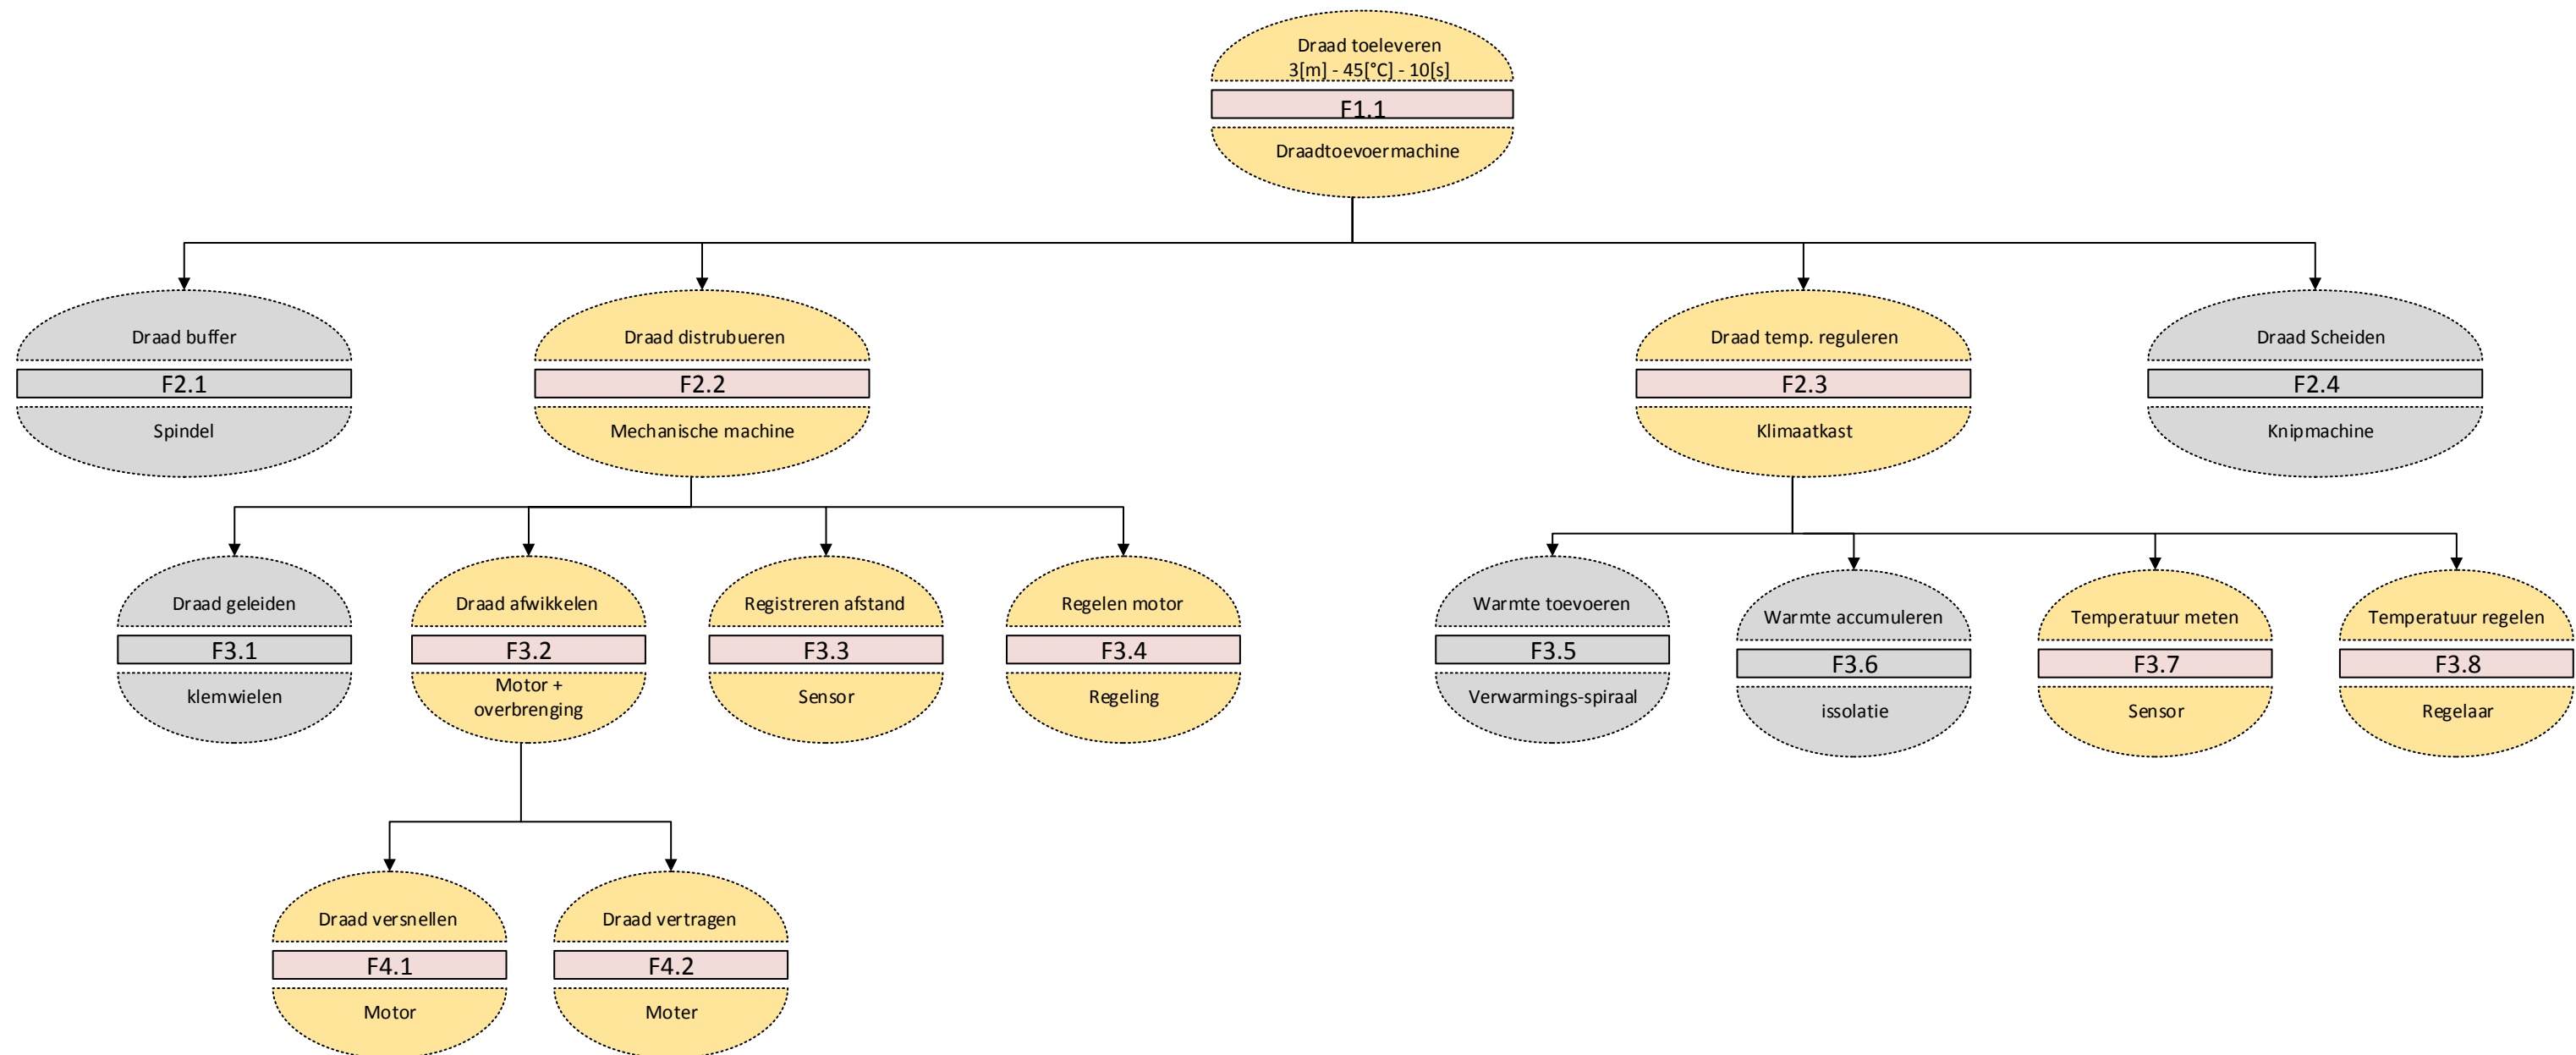 Draad toeleveren
3[m] - 45[°C] - 10[s]
F1.1
Draadtoevoermachine
Draad buffer
F2.1
Spindel
Draad distrubueren
F2.2
Mechanische machine
Draad temp. reguleren
F2.3
Klimaatkast
Draad Scheiden
F2.4
Knipmachine
Draad geleiden
F3.1
klemwielen
Draad afwikkelen
F3.2
Motor +
overbrenging
Registreren afstand
F3.3
Sensor
Regelen motor
F3.4
Regeling
Warmte toevoeren
F3.5
Verwarmings-spiraal
Warmte accumuleren
F3.6
issolatie
Temperatuur meten
F3.7
Sensor
Temperatuur regelen
F3.8
Regelaar
Draad versnellen
F4.1
Motor
Draad vertragen
F4.2
Moter